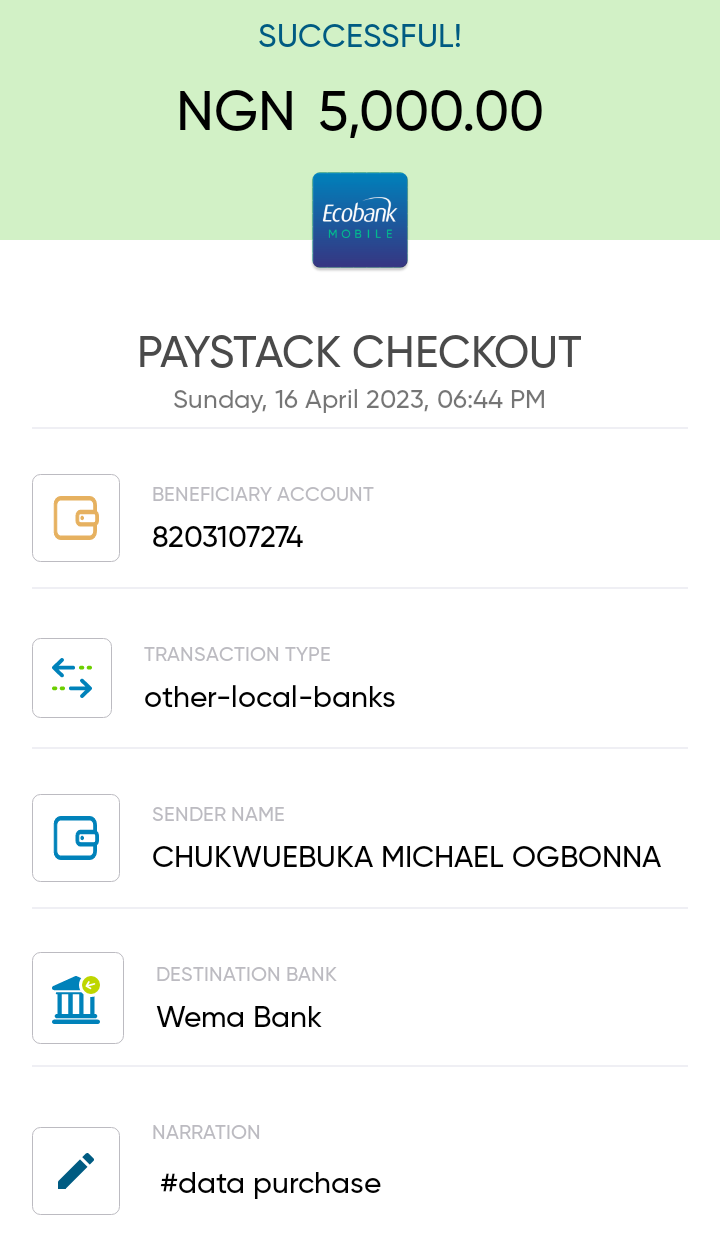 SUCCESSFUL!
NGN 5,000.00
Ecobank
MOBILE
PAYSTACK CHECKOUT
Sunday, 16 April 2023, 06:44 PM
BENEFICIARY ACCOUNT
8203107274
TRANSACTION TYPE
other-local-banks
SENDER NAME
CHUKWUEBUKA MICHAEL OGBONNA
DESTINATION BANK
Wema Bank
NARRATION
#data purchase